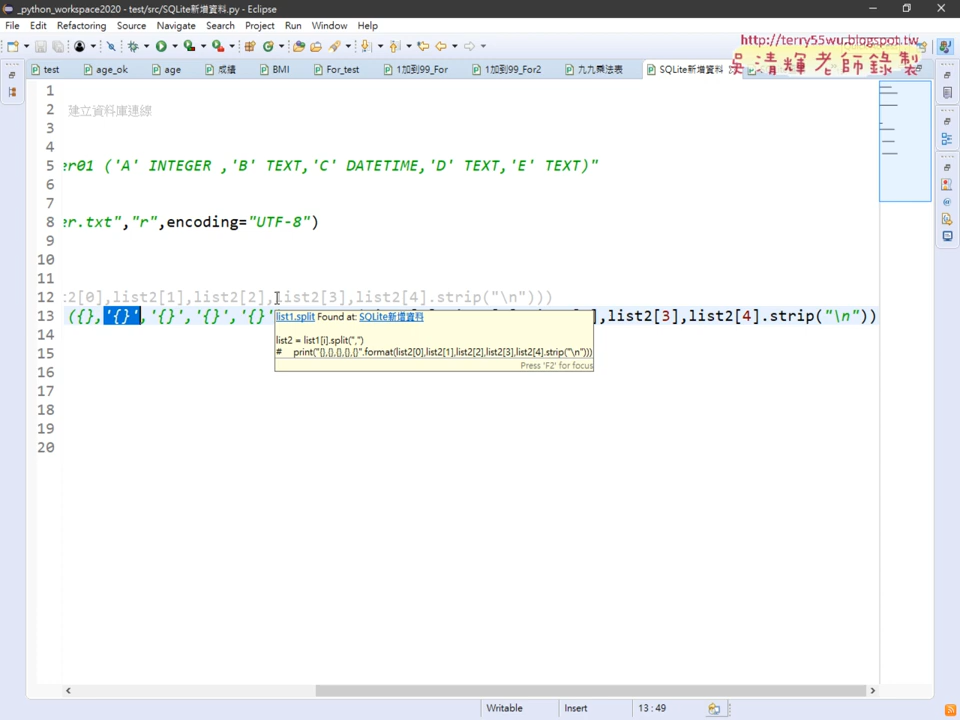 _python_workspace2020 - test/src/SQLite新增資料.py - Eclipse
File Edit Refactoring Source Navigate Search Project Run Window Help
http://terry55wu.blogspot.tw
吳清輝老師錄製
test age_ok age 成績 BMI For_test 1加到99_For 1加到99_For2 九九乘法表 SQLite新增資料
1
2 建立資料庫連線
3
4
5 er01 ('A' INTEGER ,'B' TEXT,'C' DATETIME,'D' TEXT,'E' TEXT)"
6
7
8 er.txt","r",encoding="UTF-8")
9
10
11
12 t2[0],list2[1],list2[2],list2[3],list2[4].strip("\n")))
13 ({},'{}','{}','{}','{}' ],list2[3],list2[4].strip("\n"))
14
15
16
17
18
19
20
list1.split Found at: SQLite新增資料
list2 = list1[i].split(",")
# print("{},{},{},{},{}".format(list2[0],list2[1],list2[2],list2[3],list2[4].strip("\n")))
Press 'F2' for focus
Writable Insert 13:49